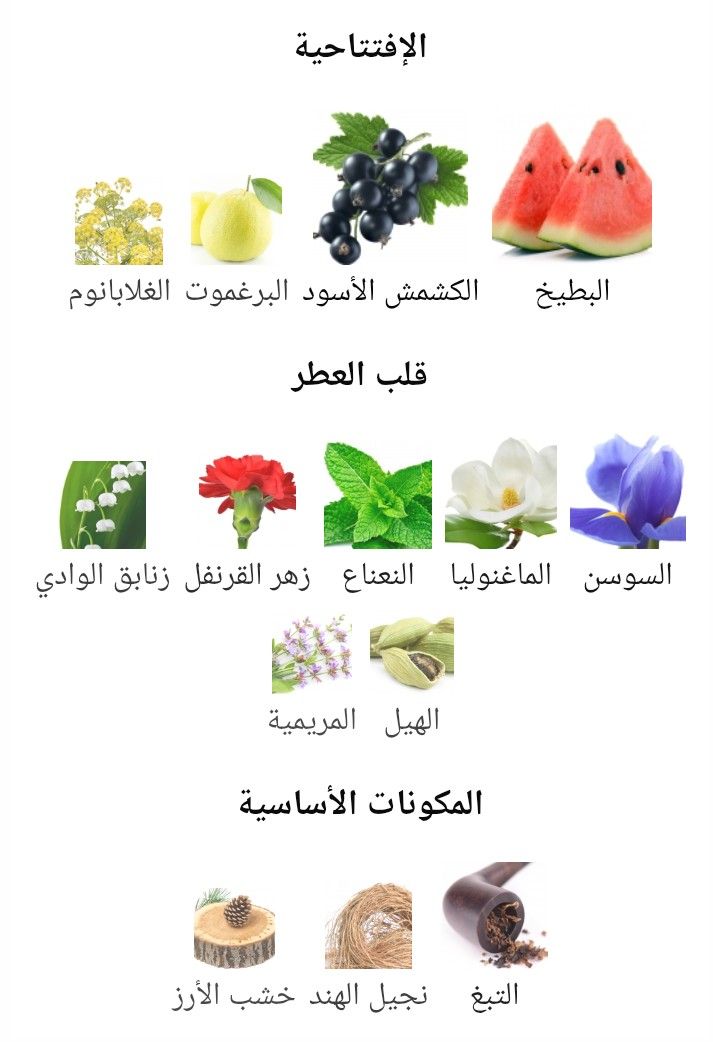 الإفتتاحية
البطيخ الكشمش الأسود البرغموت الغلابانوم
قلب العطر
السوسن الماغنوليا النعناع زهر القرنفل زنابق الوادي
الهيل المريمية
المكونات الأساسية
التبغ نجيل الهند خشب الأرز